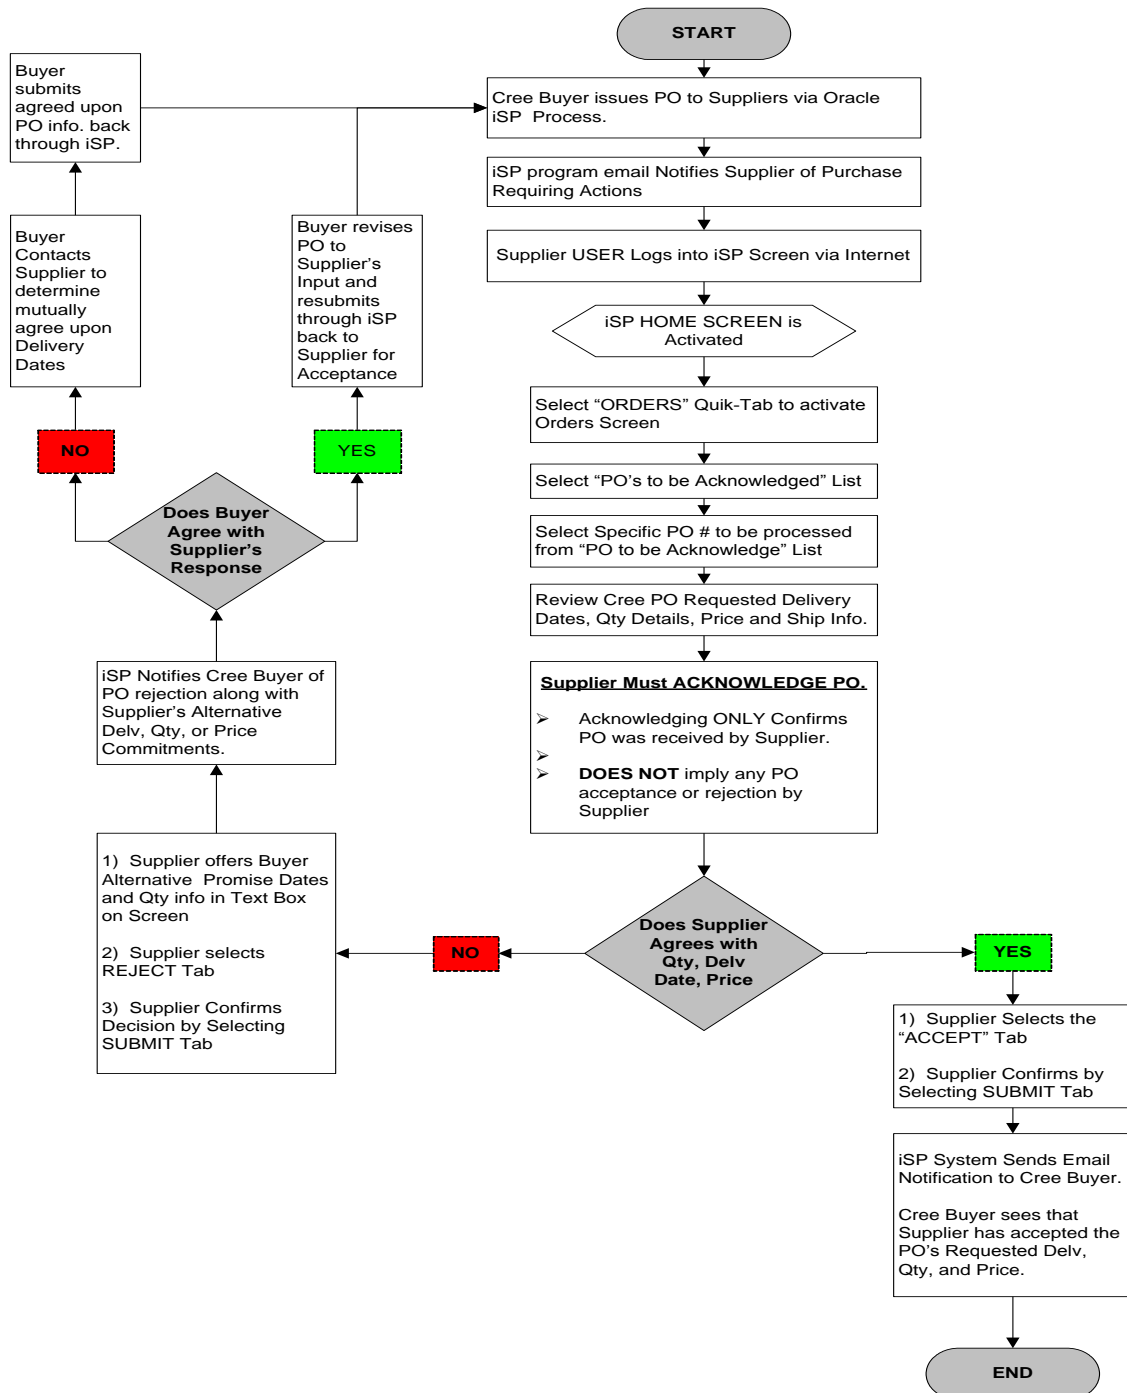 START
Cree Buyer issues PO to Suppliers via Oracle
iSP  Process.
iSP program email Notifies Supplier of Purchase
Requiring Actions
Supplier USER Logs into iSP Screen via Internet
iSP HOME SCREEN is
Activated
Select “ORDERS” Quik-Tab to activate
Orders Screen
Select “PO’s to be Acknowledged” List
Select Specific PO # to be processed
from “PO to be Acknowledge” List
Review Cree PO Requested Delivery
Dates, Qty Details, Price and Ship Info.
Supplier Must ACKNOWLEDGE PO.
➢ Acknowledging ONLY Confirms
PO was received by Supplier.
➢
➢ DOES NOT imply any PO
acceptance or rejection by
Supplier
Does Supplier
Agrees with
Qty, Delv
Date, Price
YES
1)  Supplier Selects the
“ACCEPT” Tab
2)  Supplier Confirms by
Selecting SUBMIT Tab
iSP System Sends Email
Notification to Cree Buyer.
Cree Buyer sees that
Supplier has accepted the
PO’s Requested Delv,
Qty, and Price.
END
NO
1)  Supplier offers Buyer
Alternative  Promise Dates
and Qty info in Text Box
on Screen
2)  Supplier selects
REJECT Tab
3)  Supplier Confirms
Decision by Selecting
SUBMIT Tab
iSP Notifies Cree Buyer of
PO rejection along with
Supplier’s Alternative
Delv, Qty, or Price
Commitments.
Does Buyer
Agree with
Supplier’s
Response
NO
Buyer
Contacts
Supplier to
determine
mutually
agree upon
Delivery
Dates
Buyer
submits
agreed upon
PO info. back
through iSP.
YES
Buyer revises
PO to
Supplier’s
Input and
resubmits
through iSP
back to
Supplier for
Acceptance